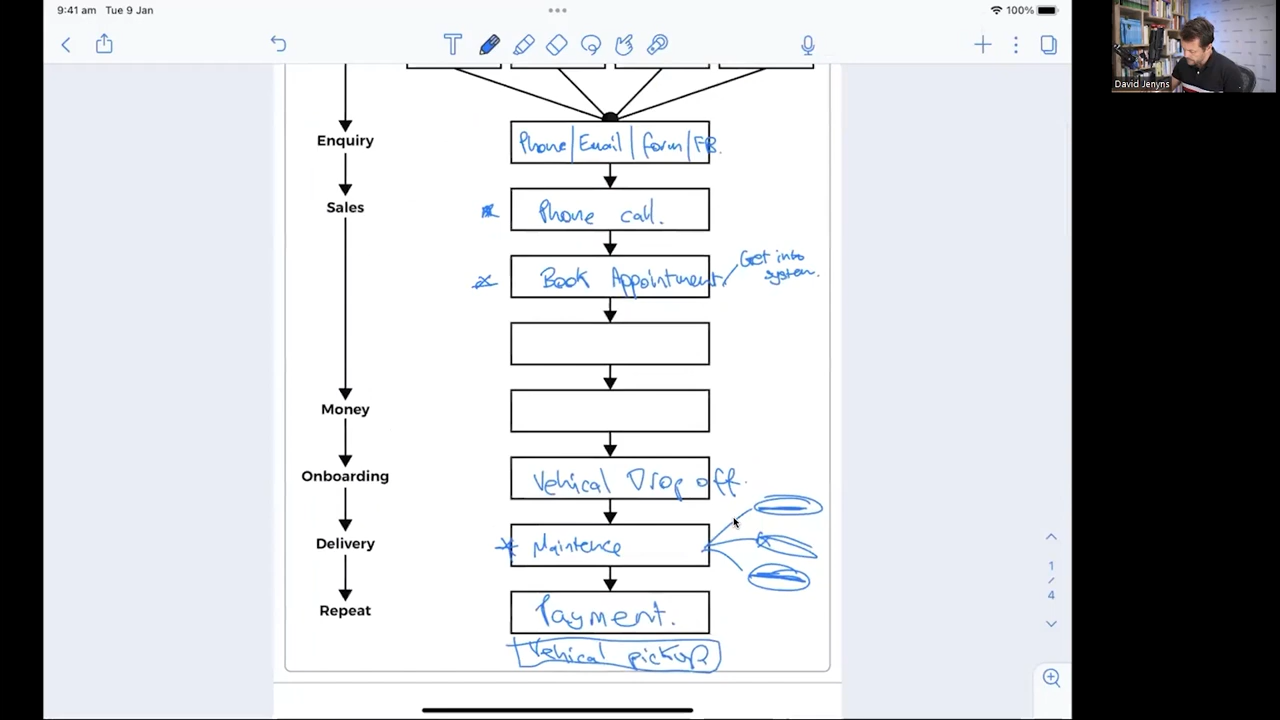 9:41 am Tue 9 Jan
100%
David Jenyns
Enquiry
Phone | Email | form | FB.
Sales
Phone call.
Book Appointment
Get into
system.
Money
Onboarding
Vehical Drop off.
Delivery
Maintence
Repeat
Payment.
Vehical pickup
1
/
4